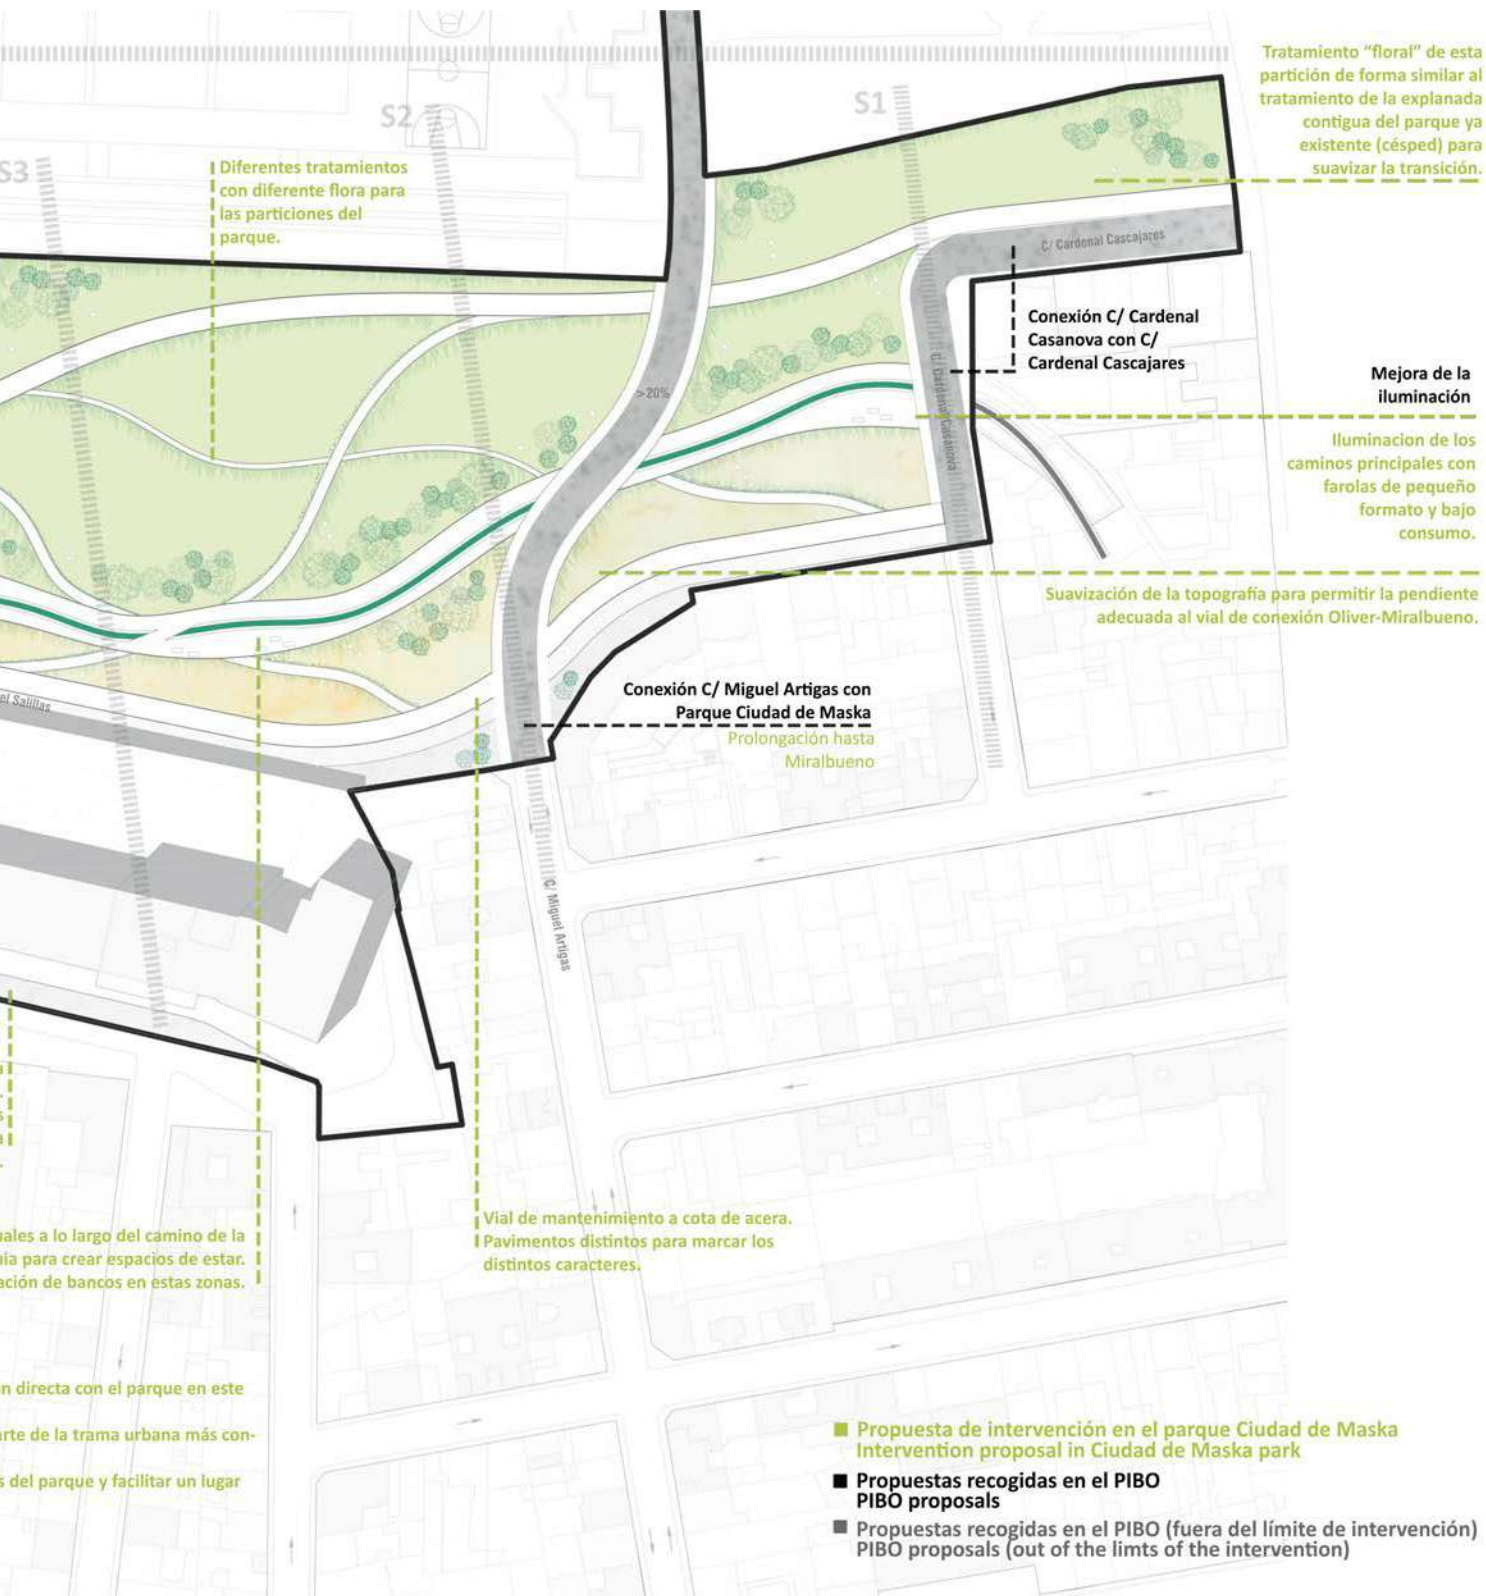 Tratamiento “floral” de esta
partición de forma similar al
tratamiento de la explanada
contigua del parque ya
existente (césped) para
suavizar la transición.
S1
S2
S3
Diferentes tratamientos
con diferente flora para
las particiones del
parque.
C/ Cardenal Cascajares
Conexión C/ Cardenal
Casanova con C/
Cardenal Cascajares
C/ Cardenal Casanova
>20%
Mejora de la
iluminación
Iluminacion de los
caminos principales con
farolas de pequeño
formato y bajo
consumo.
Suavización de la topografía para permitir la pendiente
adecuada al vial de conexión Oliver-Miralbueno.
el Salillas
Conexión C/ Miguel Artigas con
Parque Ciudad de Maska
Prolongación hasta
Miralbueno
C/ Miguel Artigas
a
.
s
a
.
Vial de mantenimiento a cota de acera.
Pavimentos distintos para marcar los
distintos caracteres.
uales a lo largo del camino de la
uia para crear espacios de estar.
ación de bancos en estas zonas.
n directa con el parque en este
arte de la trama urbana más con-
s del parque y facilitar un lugar
Propuesta de intervención en el parque Ciudad de Maska
Intervention proposal in Ciudad de Maska park
Propuestas recogidas en el PIBO
PIBO proposals
Propuestas recogidas en el PIBO (fuera del límite de intervención)
PIBO proposals (out of the limts of the intervention)